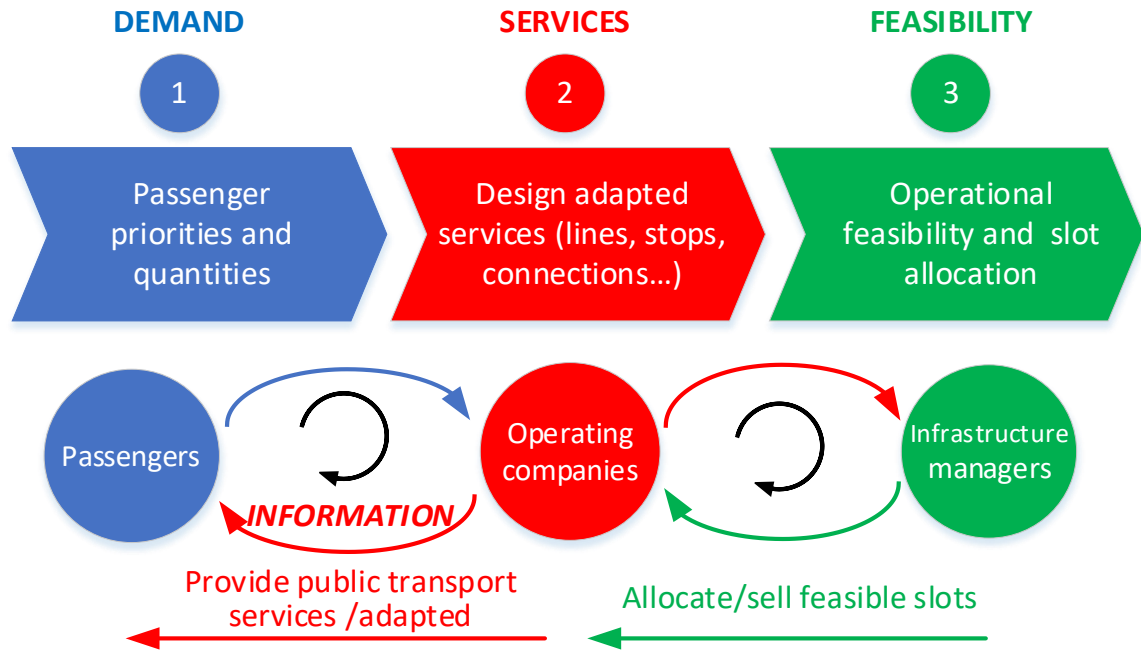 DEMAND
SERVICES
FEASIBILITY
1
2
3
Passenger
priorities and
quantities
Design adapted
services (lines, stops,
connections…)
Operational
feasibility and  slot
allocation
Passengers
Operating
companies
Infrastructure
managers
INFORMATION
Provide public transport
services /adapted
Allocate/sell feasible slots